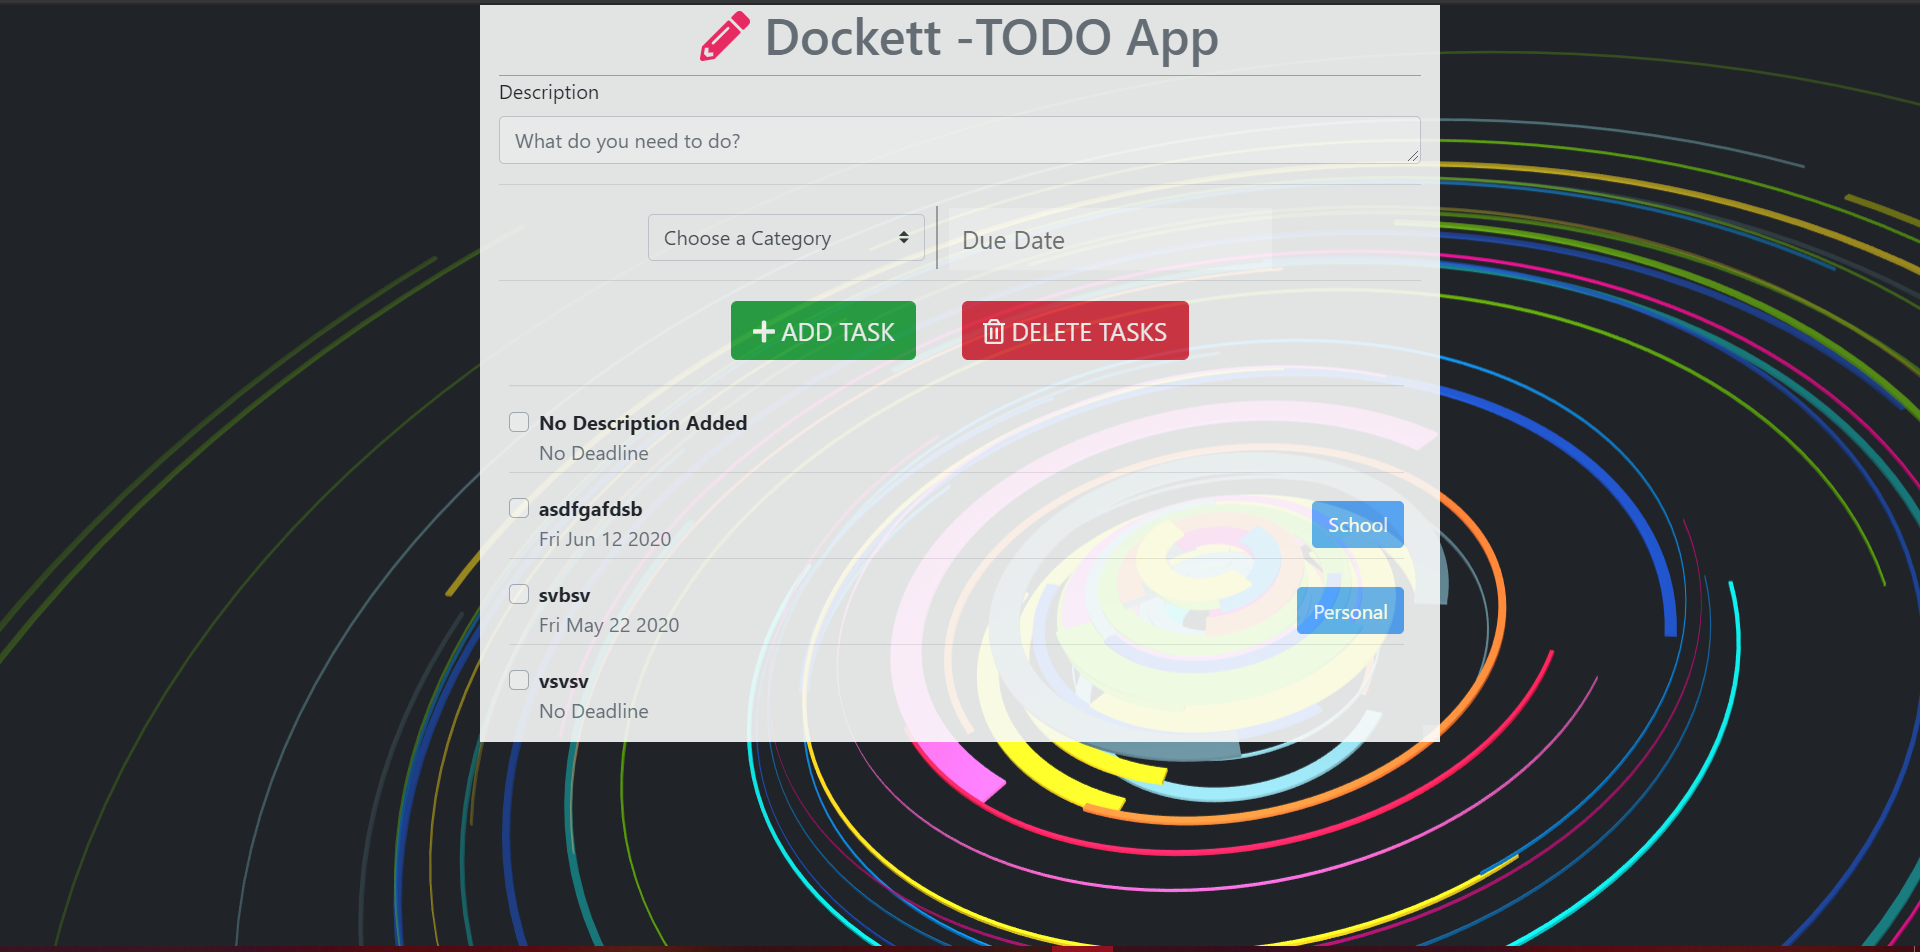 Dockett -TODO App
Description
What do you need to do?
Choose a Category
Due Date
ADD TASK
DELETE TASKS
No Description Added
No Deadline
asdfgafdsb
Fri Jun 12 2020
School
svbsv
Fri May 22 2020
Personal
vsvsv
No Deadline